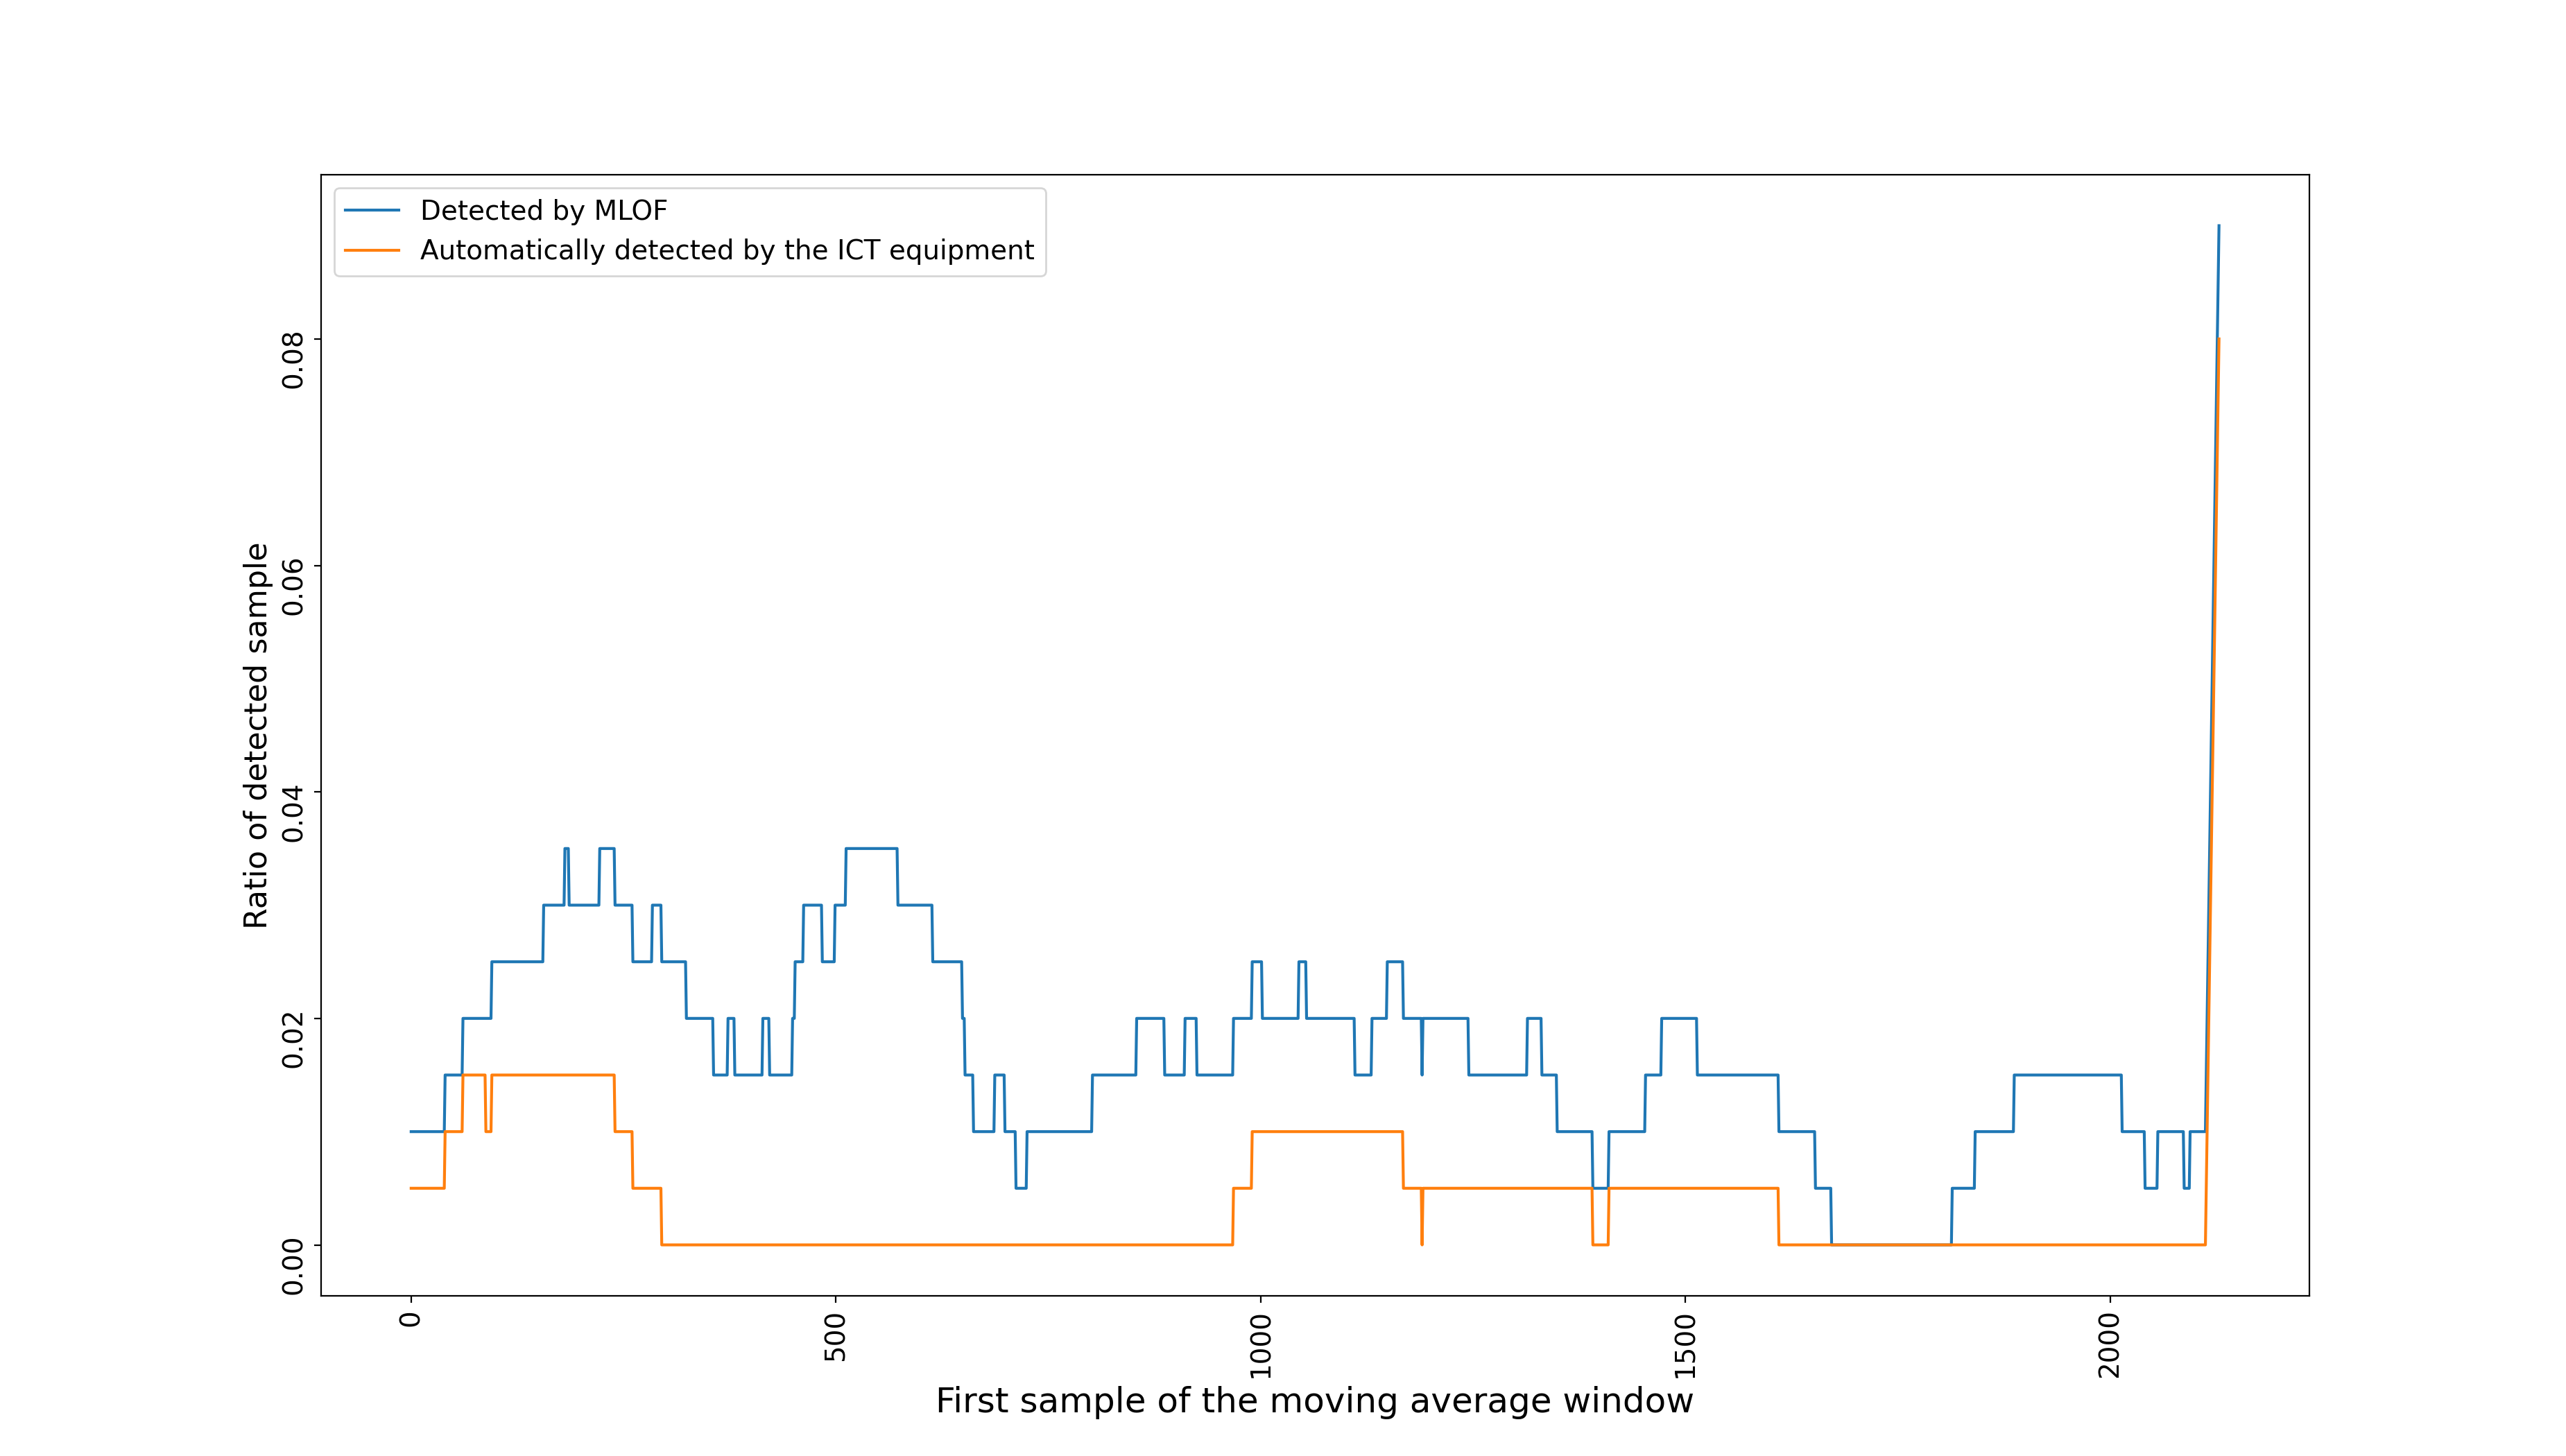 Detected by MLOF
Automatically detected by the ICT equipment
Ratio of detected sample
0.08
0.06
0.04
0.02
0.00
0
500
1000
1500
2000
First sample of the moving average window